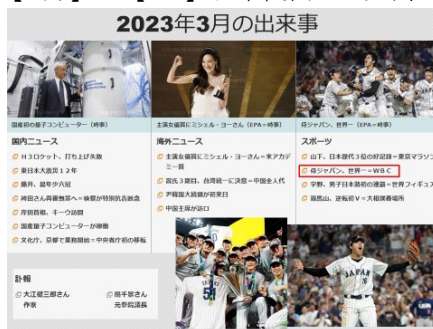 2023年3月の出来事
国産初の量子コンピューター（時事）
主演女優賞にミシェル・ヨーさん（EPA＝時事）
侍ジャパン、世界一（EPA＝時事）
国内ニュース
H3ロケット、打ち上げ失敗
東日本大震災12年
藤井、最年少六冠
袴田さん再審無罪へ＝検察が特別抗告断念
岸田首相、キーウ訪問
国産量子コンピューターが稼働
文化庁、京都で業務開始＝中央省庁初の移転
海外ニュース
主演女優賞にミシェル・ヨーさん＝米アカデ
ミー賞
習氏3期目、台湾統一に決意＝中国全人代
尹韓国大統領が初来日
中国主席が訪ロ
スポーツ
山下、日本歴代3位の好記録＝東京マラソン
侍ジャパン、世界一＝WBC
宇野、男子日本勢初の連覇＝世界フィギュア
霧馬山、逆転初V＝大相撲春場所
訃報
大江健三郎さん
作家
扇千景さん
元参院議長
JAPAN
16